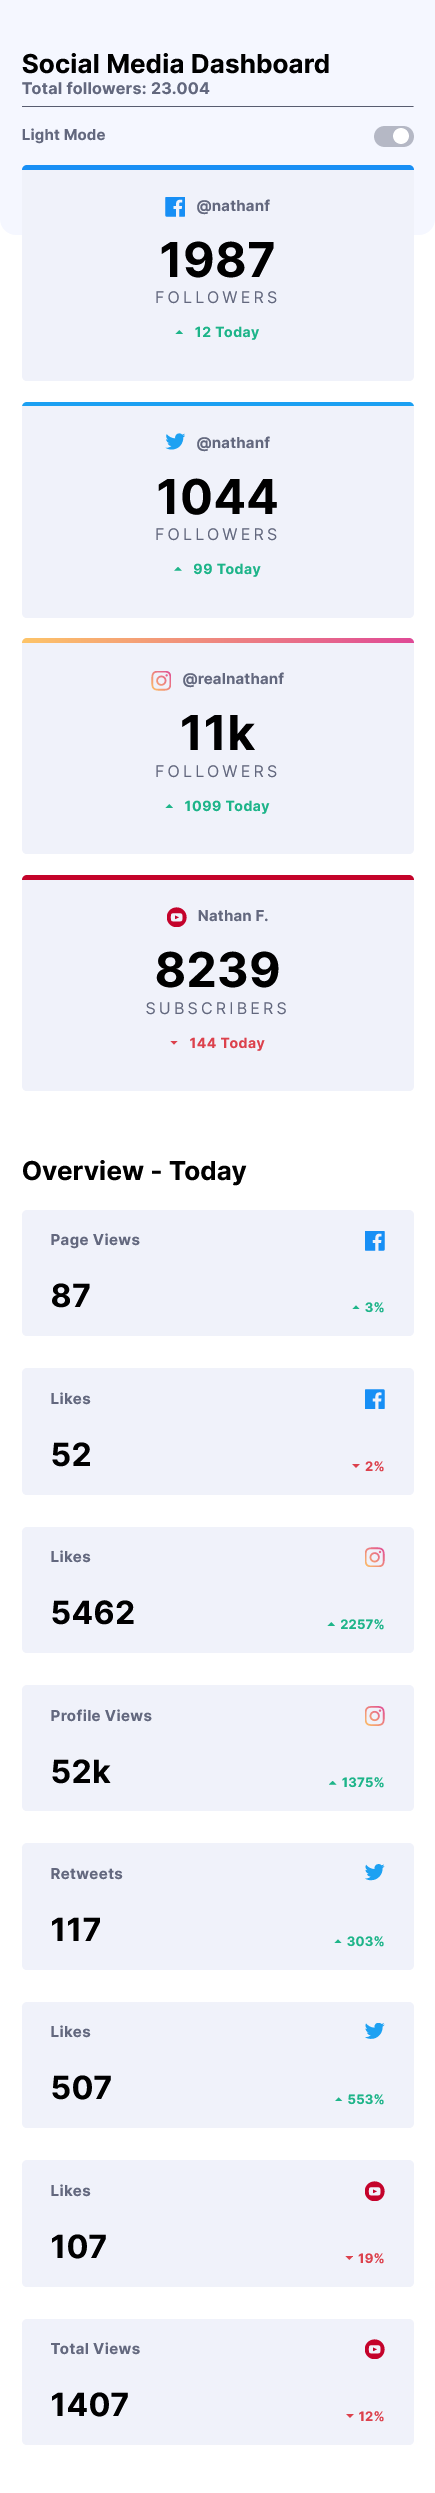 Social Media Dashboard
Total followers: 23.004
Light Mode
@nathanf
1987
FOLLOWERS
12 Today
@nathanf
1044
FOLLOWERS
99 Today
@realnathanf
11k
FOLLOWERS
1099 Today
Nathan F.
8239
SUBSCRIBERS
144 Today
Overview - Today
Page Views
87
3%
Likes
52
2%
Likes
5462
2257%
Profile Views
52k
1375%
Retweets
117
303%
Likes
507
553%
Likes
107
19%
Total Views
1407
12%